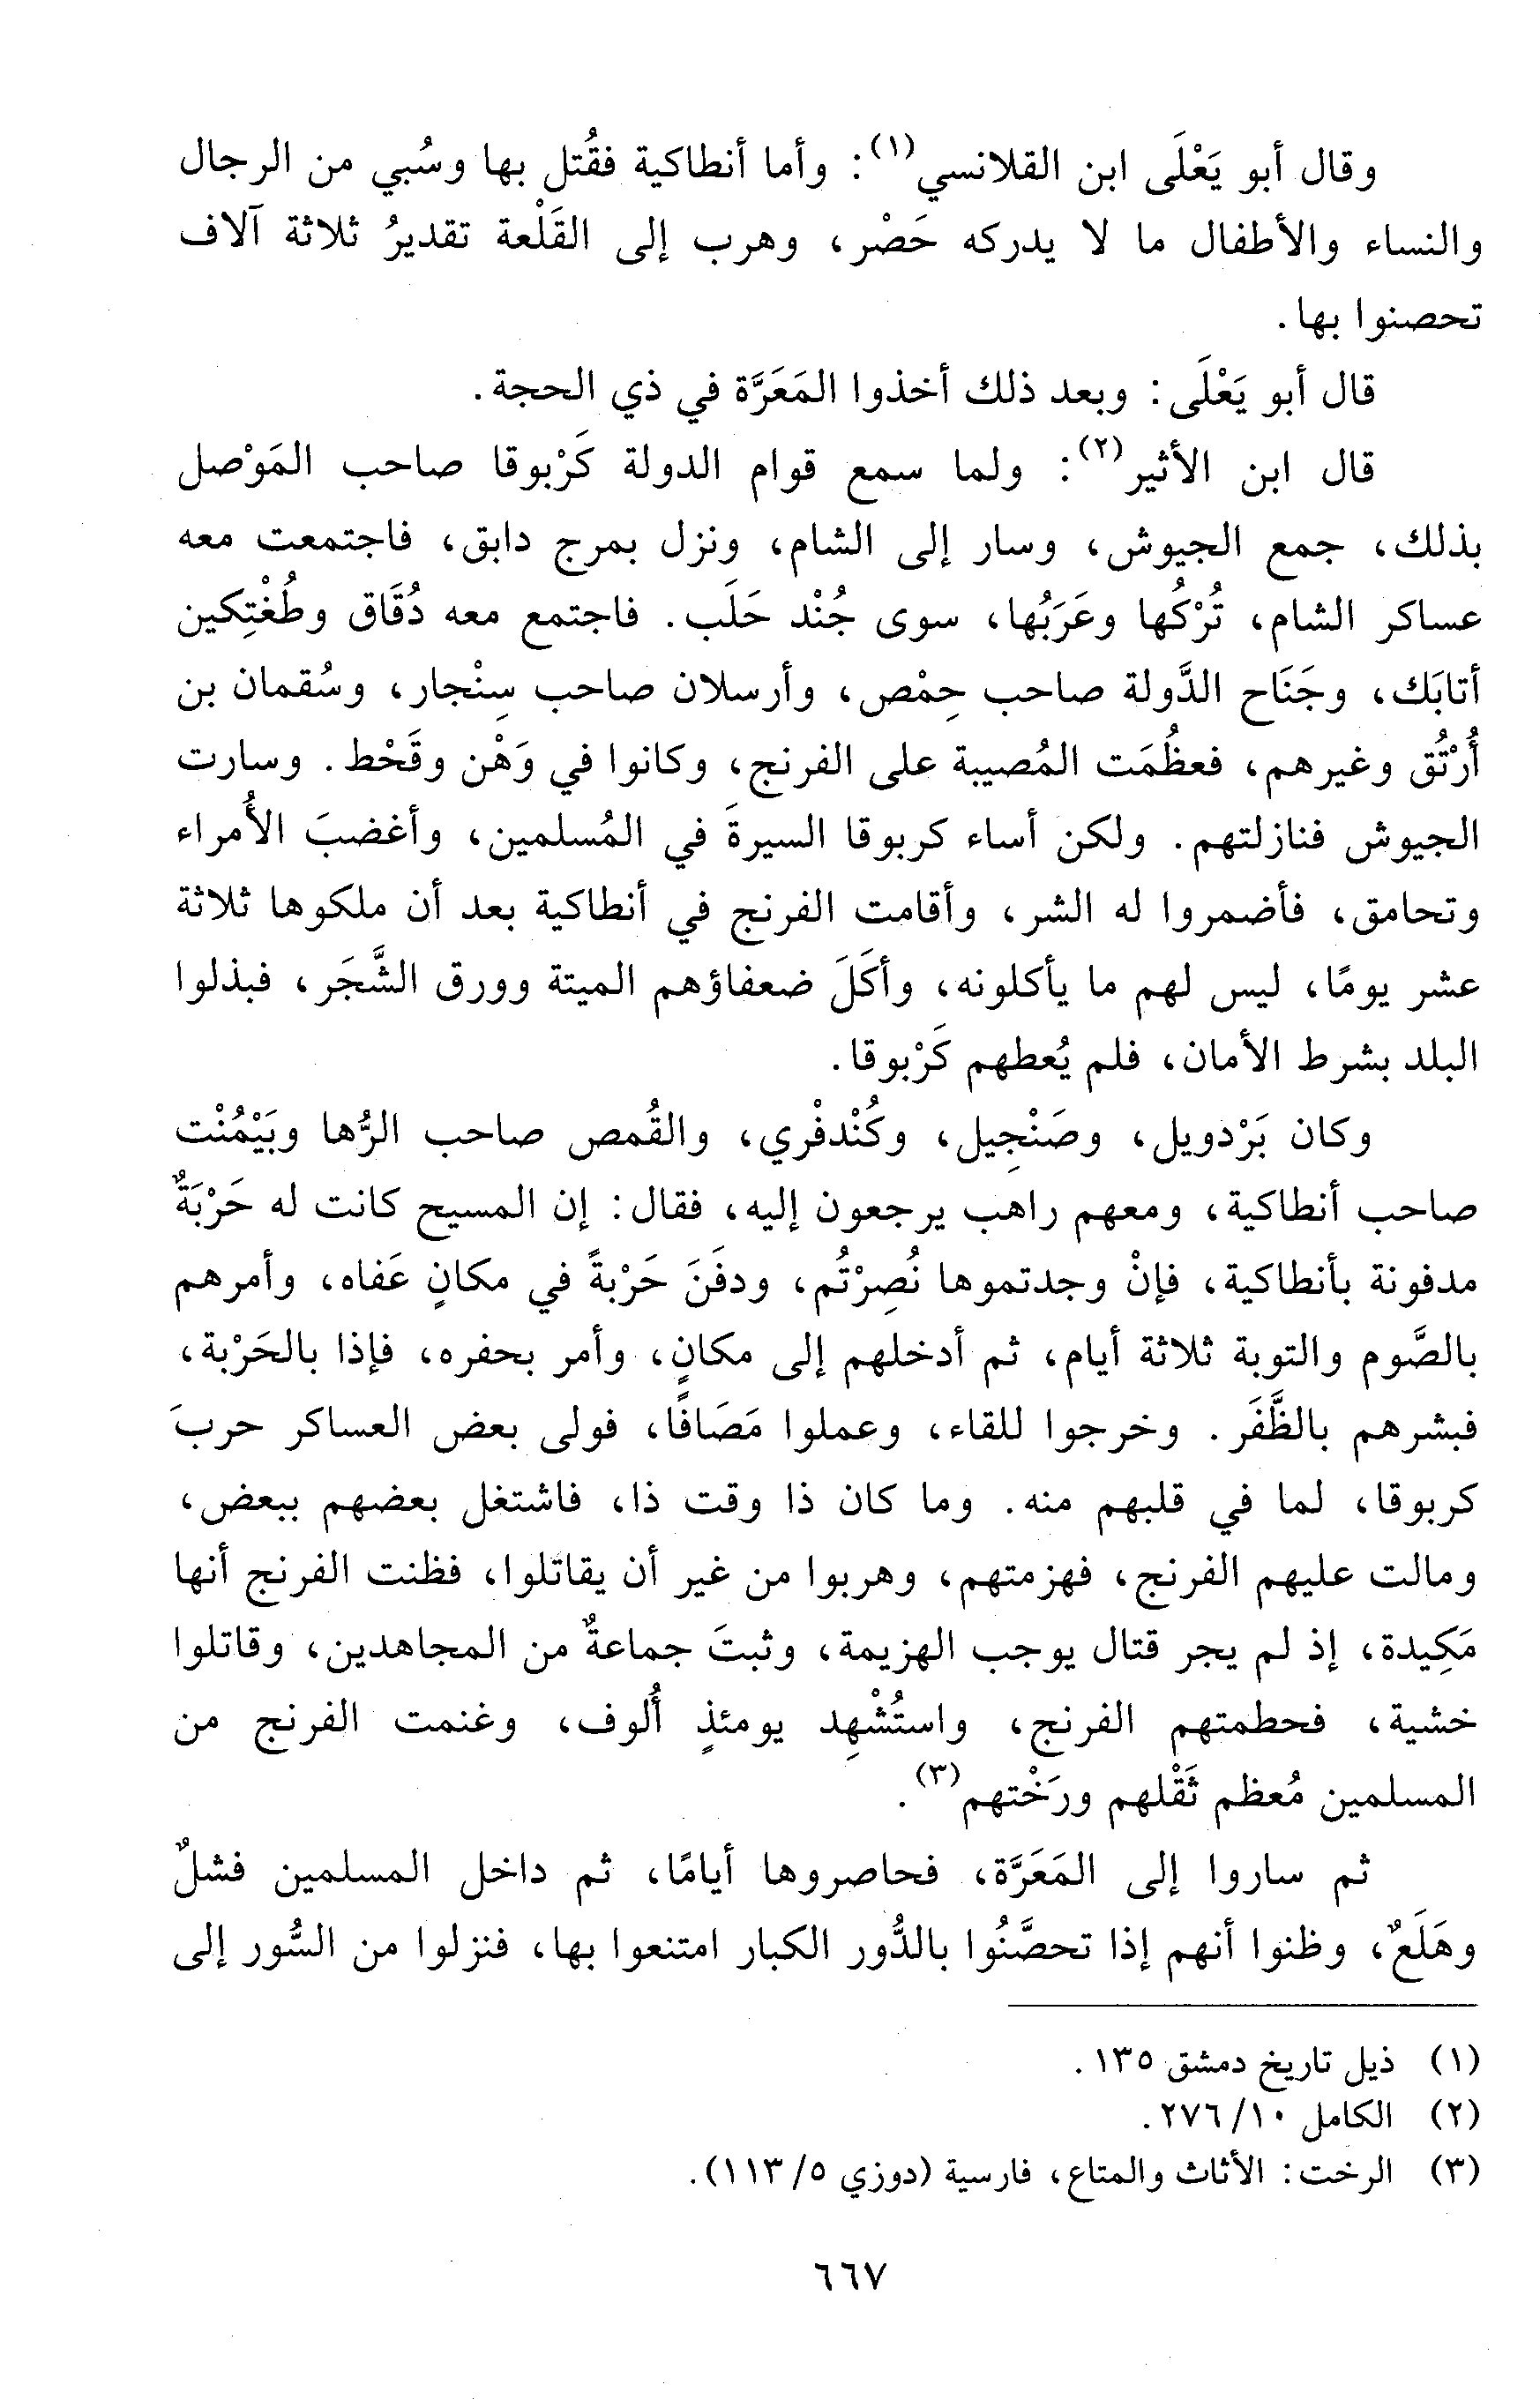 وقال أبو يَعْلَى ابن القلانسي(١): وأما أنطاكية فقُتل بها وسُبي من الرجال
والنساء والأطفال ما لا يدركه حَصْر، وهرب إلى القَلْعة تقديرُ ثلاثة آلاف
تحصنوا بها.
قال أبو يَعْلَى: وبعد ذلك أخذوا المَعَرَّة في ذي الحجة.
قال ابن الأثير(٢): ولما سمع قوام الدولة كَرْبوقا صاحب المَوْصل
بذلك، جمع الجيوش، وسار إلى الشام، ونزل بمرج دابق، فاجتمعت معه
عساكر الشام، تُرْكُها وعَرَبُها، سوى جُنْد حَلَب. فاجتمع معه دُقَاق وطُغْتِكين
أتابَك، وجَنَاح الدَّولة صاحب حِمْص، وأرسلان صاحب سِنْجار، وسُقمان بن
أُرْتُق وغيرهم، فعظُمَت المُصيبة على الفرنج، وكانوا في وَهْن وقَحْط. وسارت
الجيوش فنازلتهم. ولكن أساء كربوقا السيرةَ في المُسلمين، وأغضبَ الأُمراء
وتحامق، فأضمروا له الشر، وأقامت الفرنج في أنطاكية بعد أن ملكوها ثلاثة
عشر يومًا، ليس لهم ما يأكلونه، وأكَلَ ضعفاؤهم الميتة وورق الشَّجَر، فبذلوا
البلد بشرط الأمان، فلم يُعطهم كَرْبوقا.
وكان بَرْدويل، وصَنْجِيل، وكُنْدفْري، والقُمص صاحب الرُّها وبَيْمُنْت
صاحب أنطاكية، ومعهم راهب يرجعون إليه، فقال: إن المسيح كانت له حَرْبَةٌ
مدفونة بأنطاكية، فإنْ وجدتموها نُصِرْتُم، ودفَنَ حَرْبةً في مكانٍ عَفاه، وأمرهم
بالصَّوم والتوبة ثلاثة أيام، ثم أدخلهم إلى مكانٍ، وأمر بحفره، فإذا بالحَرْبة،
فبشرهم بالظَّفَر. وخرجوا للقاء، وعملوا مَصَافًا، فولى بعض العساكر حربَ
كربوقا، لما في قلبهم منه. وما كان ذا وقت ذا، فاشتغل بعضهم ببعض،
ومالت عليهم الفرنج، فهزمتهم، وهربوا من غير أن يقاتلوا، فظنت الفرنج أنها
مَكِيدة، إذ لم يجر قتال يوجب الهزيمة، وثبتَ جماعةٌ من المجاهدين، وقاتلوا
خشية، فحطمتهم الفرنج، واستُشْهِد يومئذٍ أُلوف، وغنمت الفرنج من
المسلمين مُعظم ثَقْلهم ورَخْتهم(٣).
ثم ساروا إلى المَعَرَّة، فحاصروها أيامًا، ثم داخل المسلمين فشلٌ
وهَلَعٌ، وظنوا أنهم إذا تحصَّنُوا بالدُّور الكبار امتنعوا بها، فنزلوا من السُّور إلى
(١) ذيل تاريخ دمشق ١٣٥.
(٢) الكامل ١٠/ ٢٧٦.
(٣) الرخت: الأثاث والمتاع، فارسية (دوزي ٥/ ١١٣).
٦٦٧